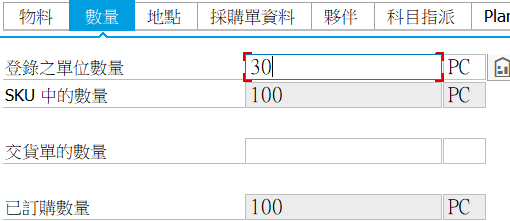 物料 數量 地點 採購單資料 夥伴 科目指派 Plan
登錄之單位數量 30 PC
SKU 中的數量 100 PC
交貨單的數量
已訂購數量 100 PC